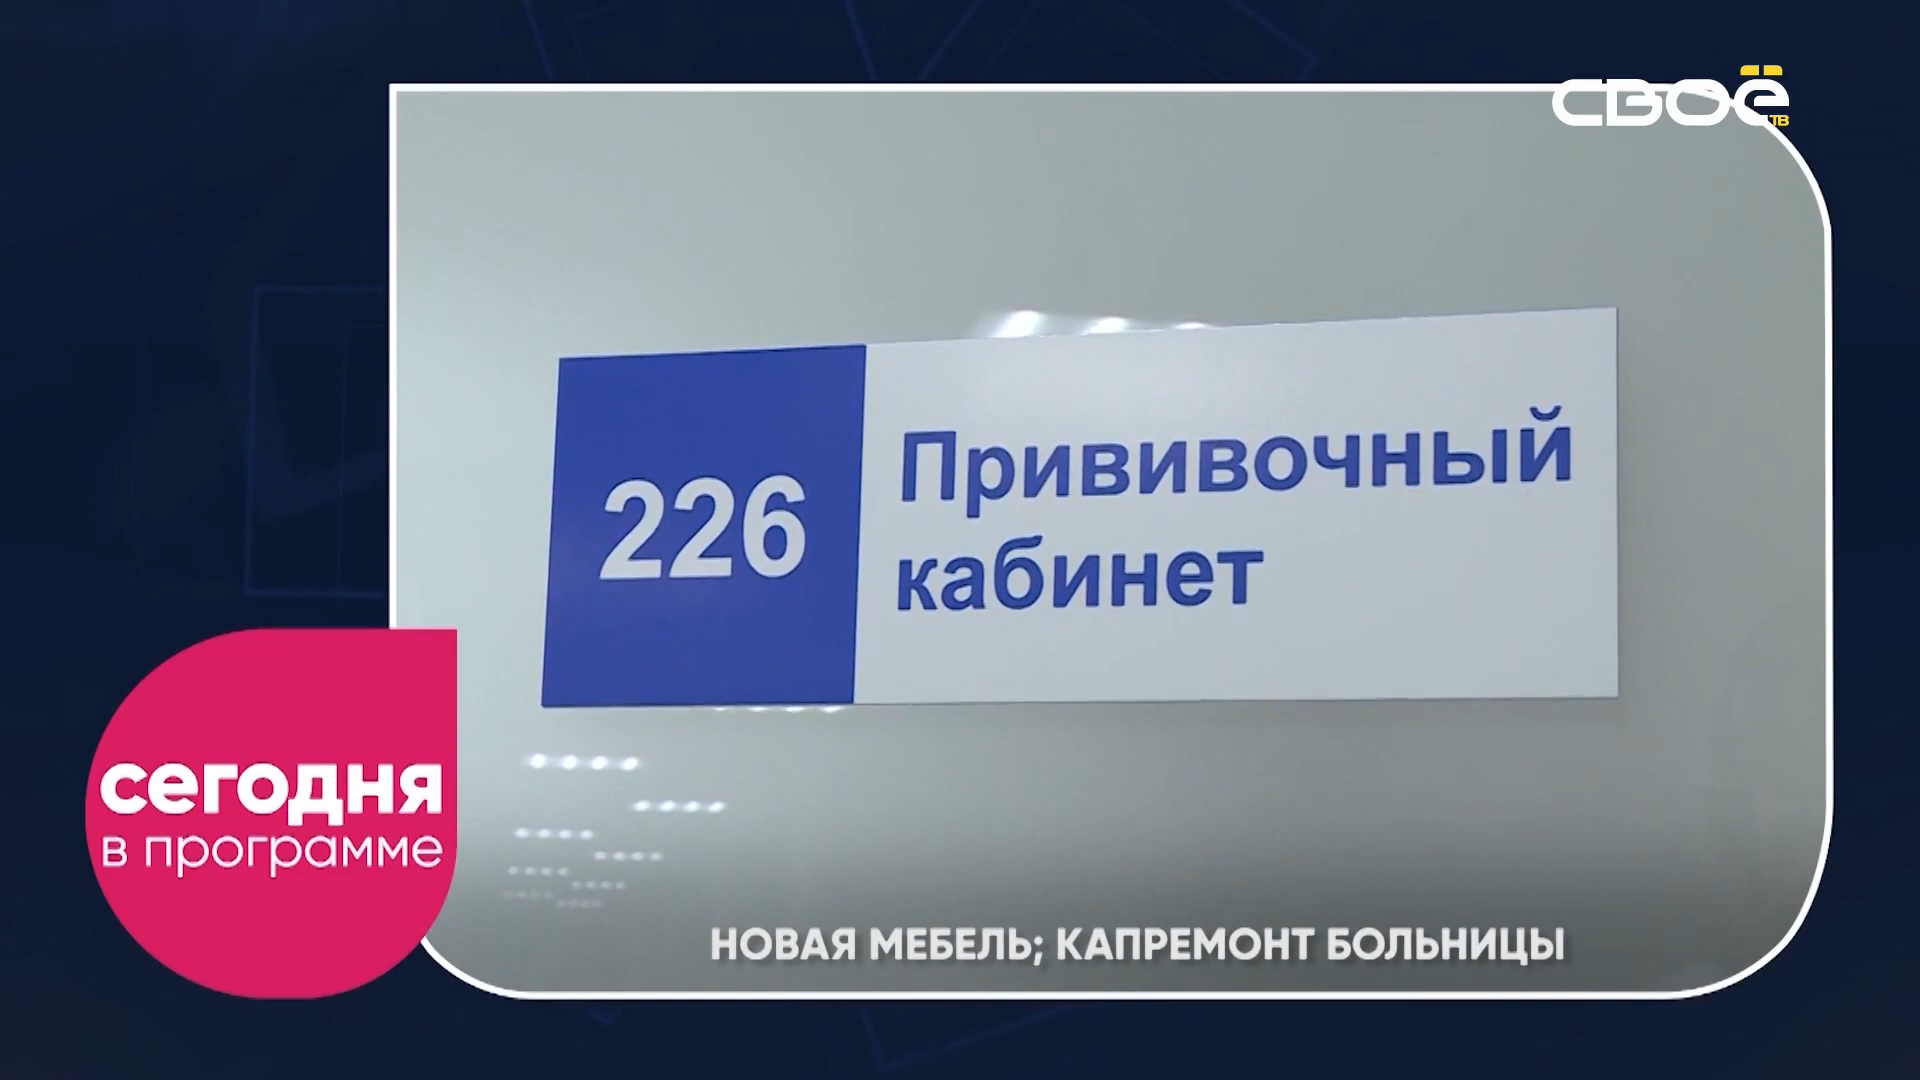 СВОЁ
ТВ
226
Прививочный
кабинет
сегодня
в программе
НОВАЯ МЕБЕЛЬ; КАПРЕМОНТ БОЛЬНИЦЫ